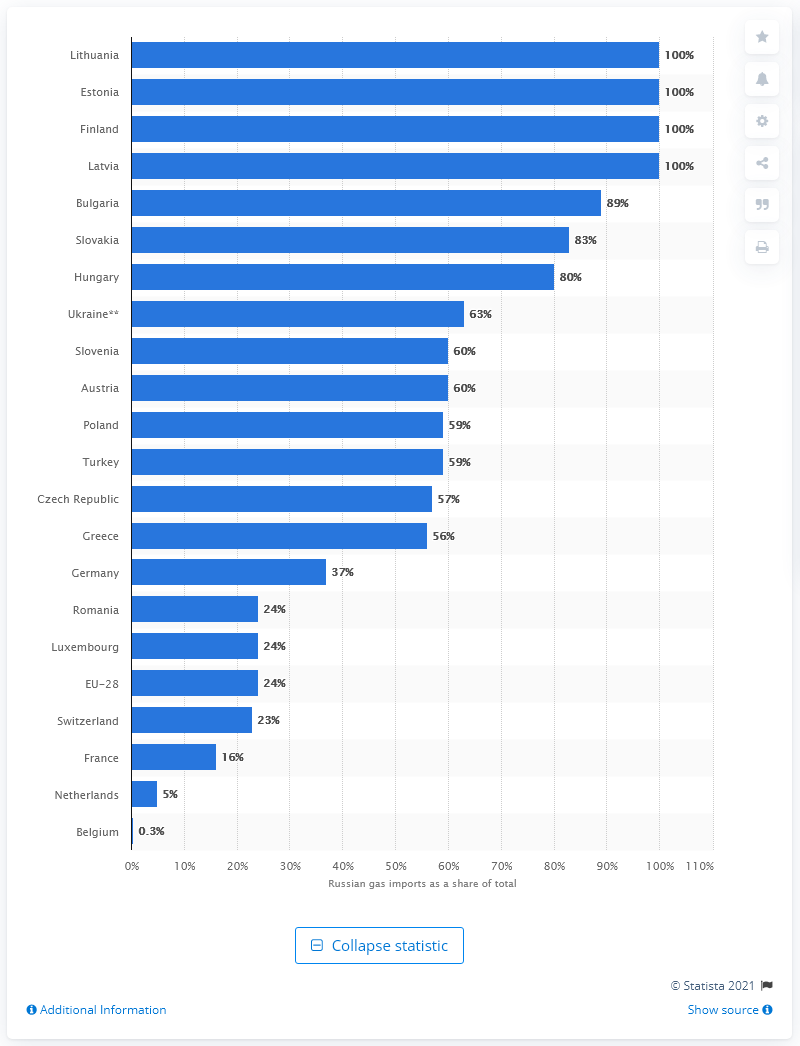 Lithuania 100%
Estonia 100%
Finland 100%
Latvia 100%
Bulgaria 89%
Slovakia 83%
Hungary 80%
Ukraine** 63%
Slovenia 60%
Austria 60%
Poland 59%
Turkey 59%
Czech Republic 57%
Greece 56%
Germany 37%
Romania 24%
Luxembourg 24%
EU-28 24%
Switzerland 23%
France 16%
Netherlands 5%
Belgium 0.3%
0% 10% 20% 30% 40% 50% 60% 70% 80% 90% 100% 110%
Russian gas imports as a share of total
Collapse statistic
© Statista 2021
Additional Information Show source